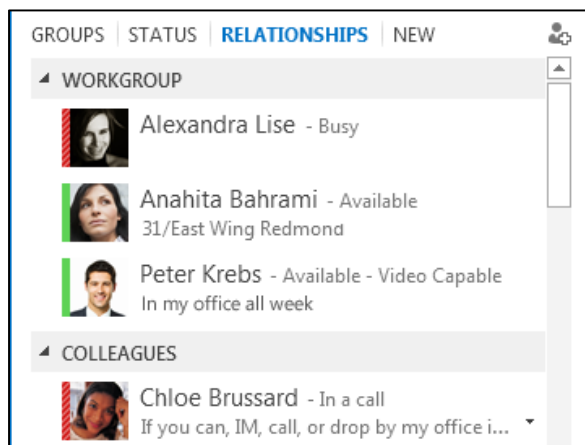 GROUPS STATUS RELATIONSHIPS NEW
WORKGROUP
Alexandra Lise - Busy
Anahita Bahrami - Available
31/East Wing Redmond
Peter Krebs - Available - Video Capable
In my office all week
COLLEAGUES
Chloe Brussard - In a call
If you can, IM, call, or drop by my office i...